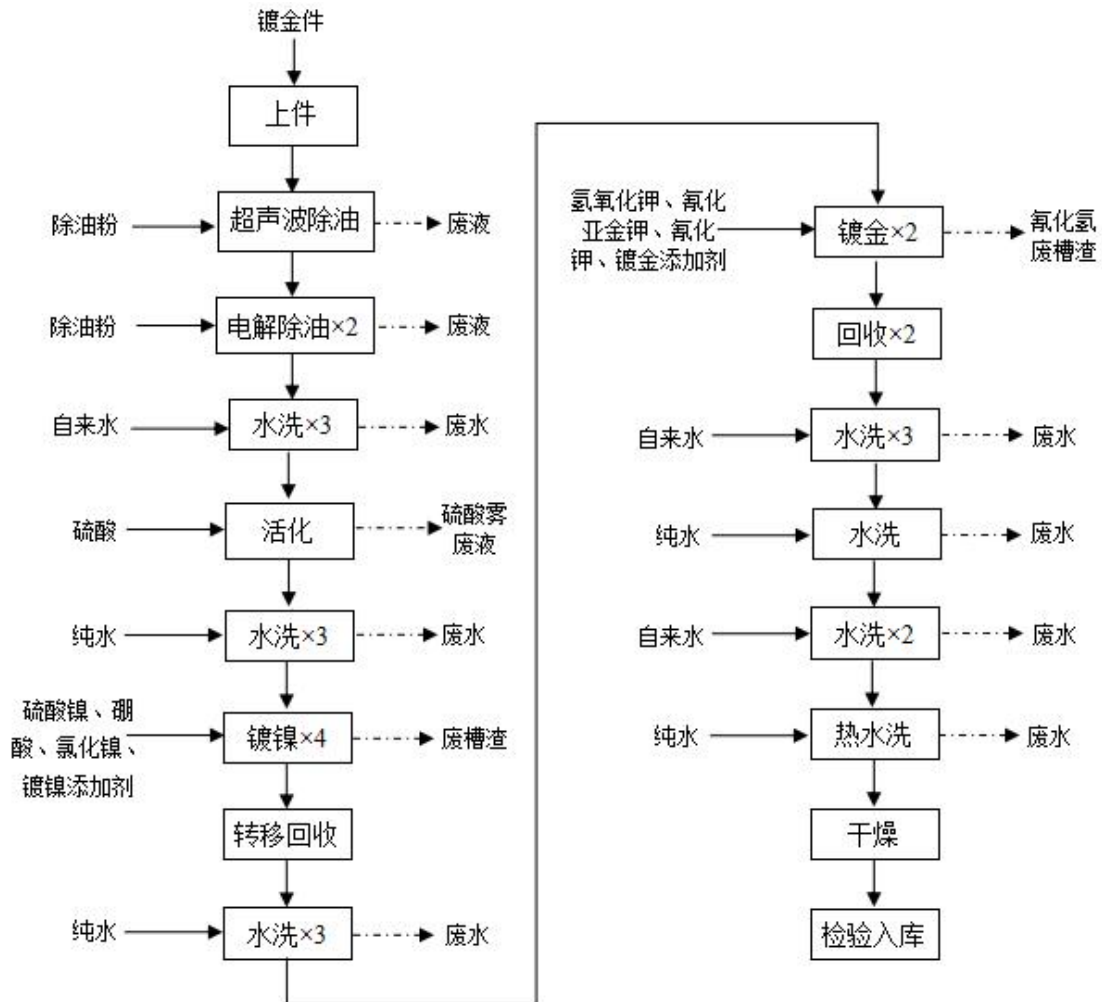 镀金件
上件
除油粉
超声波除油
废液
除油粉
电解除油×2
废液
自来水
水洗×3
废水
硫酸
活化
硫酸雾
废液
纯水
水洗×3
废水
硫酸镍、硼
酸、氯化镍、
镀镍添加剂
镀镍×4
废槽渣
转移回收
纯水
水洗×3
废水
氢氧化钾、氰化
亚金钾、氰化
钾、镀金添加剂
镀金×2
氰化氢
废槽渣
回收×2
自来水
水洗×3
废水
纯水
水洗
废水
自来水
水洗×2
废水
纯水
热水洗
废水
干燥
检验入库